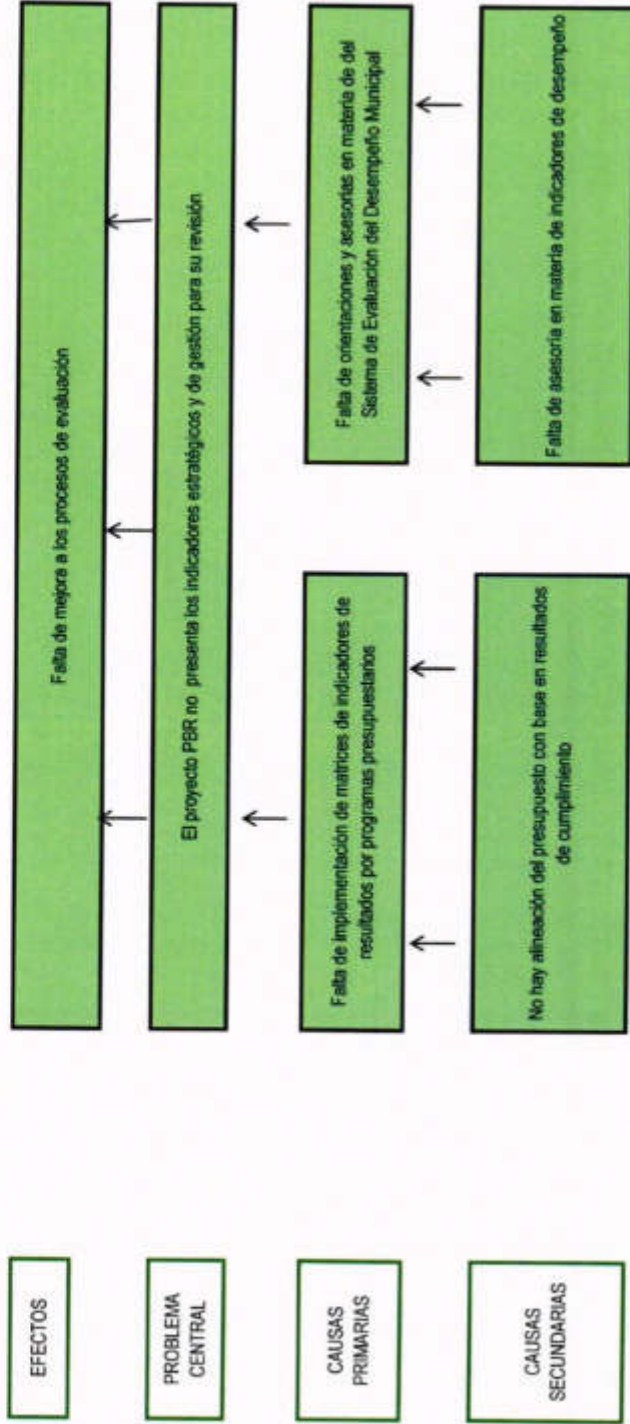 EFECTOS
Falta de mejora a los procesos de evaluación
PROBLEMA
CENTRAL
El proyecto PBR no presenta los indicadores estratégicos y de gestión para su revisión
CAUSAS
PRIMARIAS
Falta de implementación de matrices de indicadores de
resultados por programas presupuestarios
Falta de orientaciones y asesorías en materia de del
Sistema de Evaluación del Desempeño Municipal
CAUSAS
SECUNDARIAS
No hay alineación del presupuesto con base en resultados
de cumplimiento
Falta de asesoría en materia de indicadores de desempeño